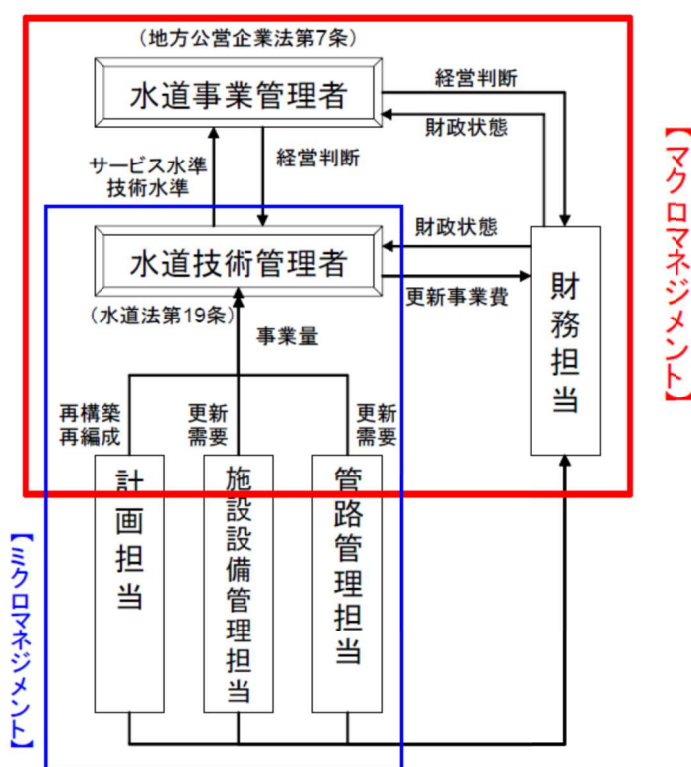 (地方公営企業法第7条)
水道事業管理者
経営判断
財政状態
サービス水準
技術水準
経営判断
水道技術管理者
(水道法第19条)
財政状態
更新事業費
財務担当
事業量
再構築
再編成
更新
需要
更新
需要
計画担当
施設設備管理担当
管路管理担当
【マクロマネジメント】
【ミクロマネジメント】